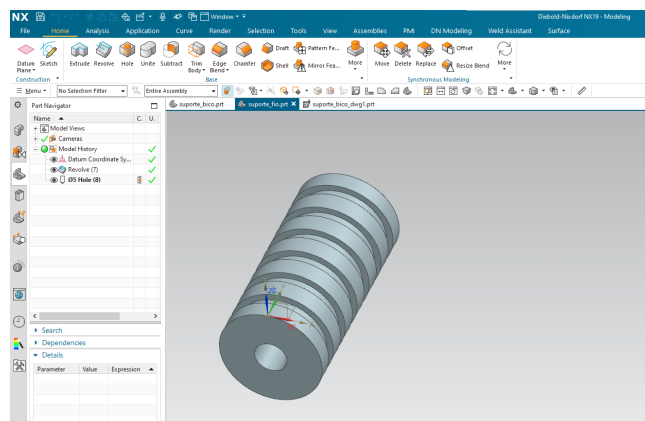 NX Window Diebold-Nixdorf NX19 - Modeling
File Home Analysis Application Curve Render Selection Tools View Assemblies PMI DN Modeling Weld Assistant Surface
Datum Plane Sketch Extrude Revolve Hole Unite Subtract Trim Body Edge Blend Chamfer Draft Shell Pattern Fe... Mirror Fea... More Move Delete Replace Offset Resize Blend More
Construction Base Synchronous Modeling
Menu No Selection Filter Entire Assembly
Part Navigator suporte_bico.prt suporte_fio.prt suporte_bico_dwg1.prt
Name C. U.
Model Views
Cameras
Model History
Datum Coordinate Sy...
Revolve (7)
Ø5 Hole (8)
Search
Dependencies
Details
Parameter Value Expression